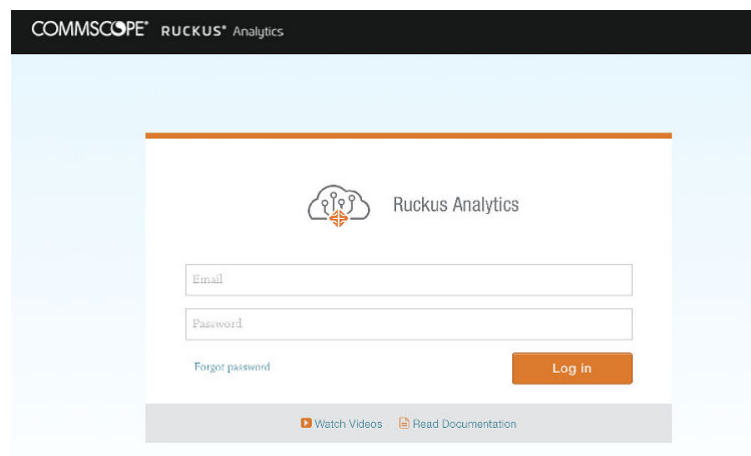 COMMSCOPE® RUCKUS® Analytics
Ruckus Analytics
Email
Password
Forgot password
Log in
Watch Videos Read Documentation